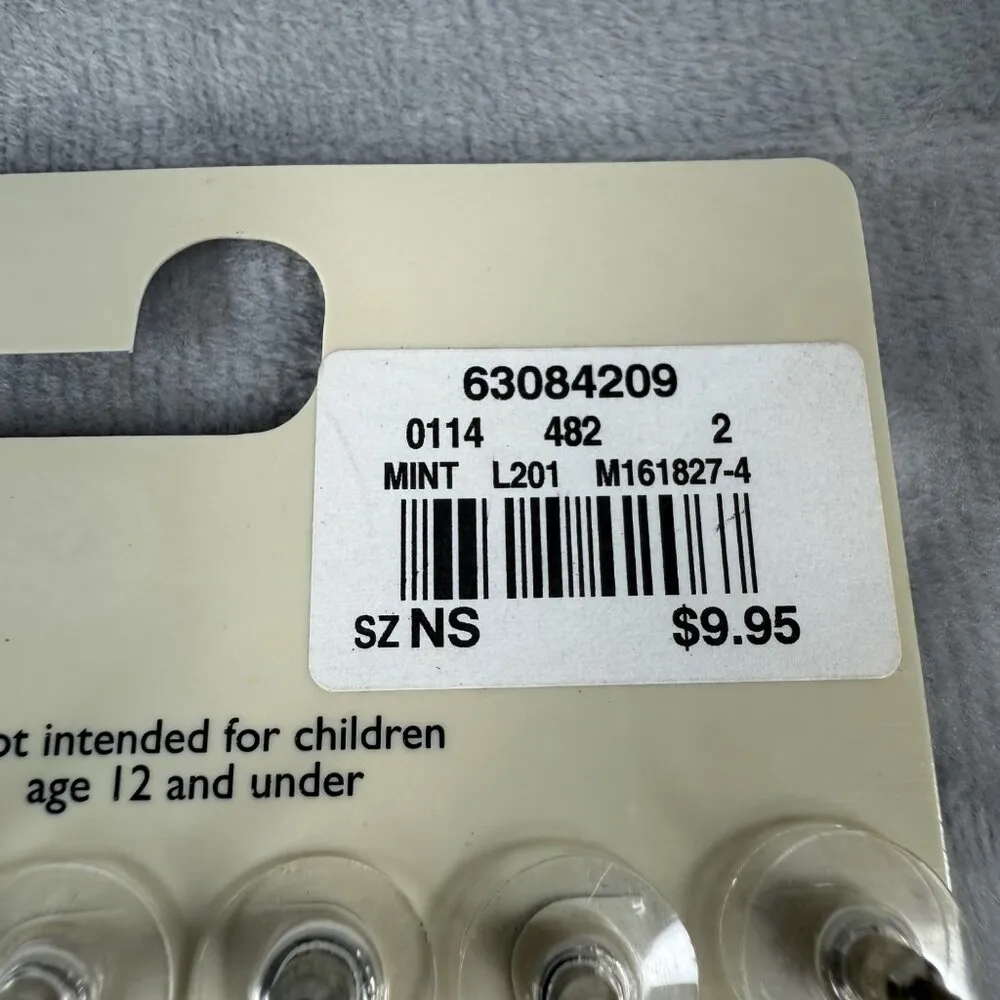 63084209
0114 482 2
MINT L201 M161827-4
SZ NS $9.95
intended for children
age 12 and under